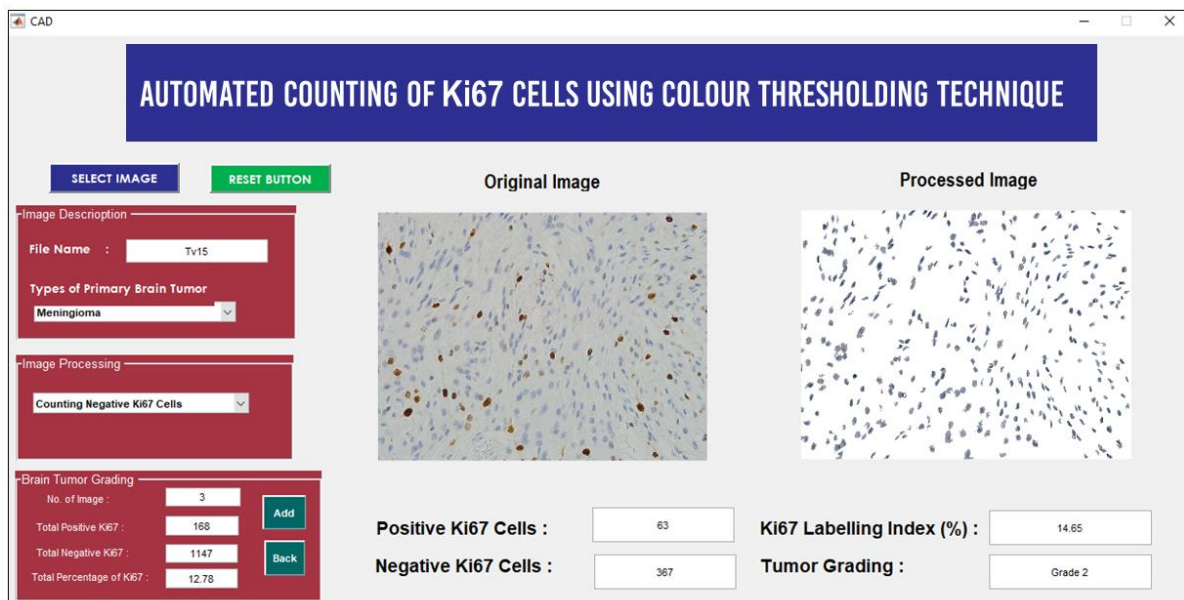 CAD
AUTOMATED COUNTING OF Ki67 CELLS USING COLOUR THRESHOLDING TECHNIQUE
SELECT IMAGE
RESET BUTTON
Image Descrioption
File Name :
Tv15
Types of Primary Brain Tumor
Meningioma
Image Processing
Counting Negative Ki67 Cells
Brain Tumor Grading
No. of Image : 3
Total Positive Ki67 : 168
Total Negative Ki67 : 1147
Total Percentage of Ki67 : 12.78
Add
Back
Original Image
Processed Image
Positive Ki67 Cells : 63
Negative Ki67 Cells : 367
Ki67 Labelling Index (%) : 14.65
Tumor Grading : Grade 2